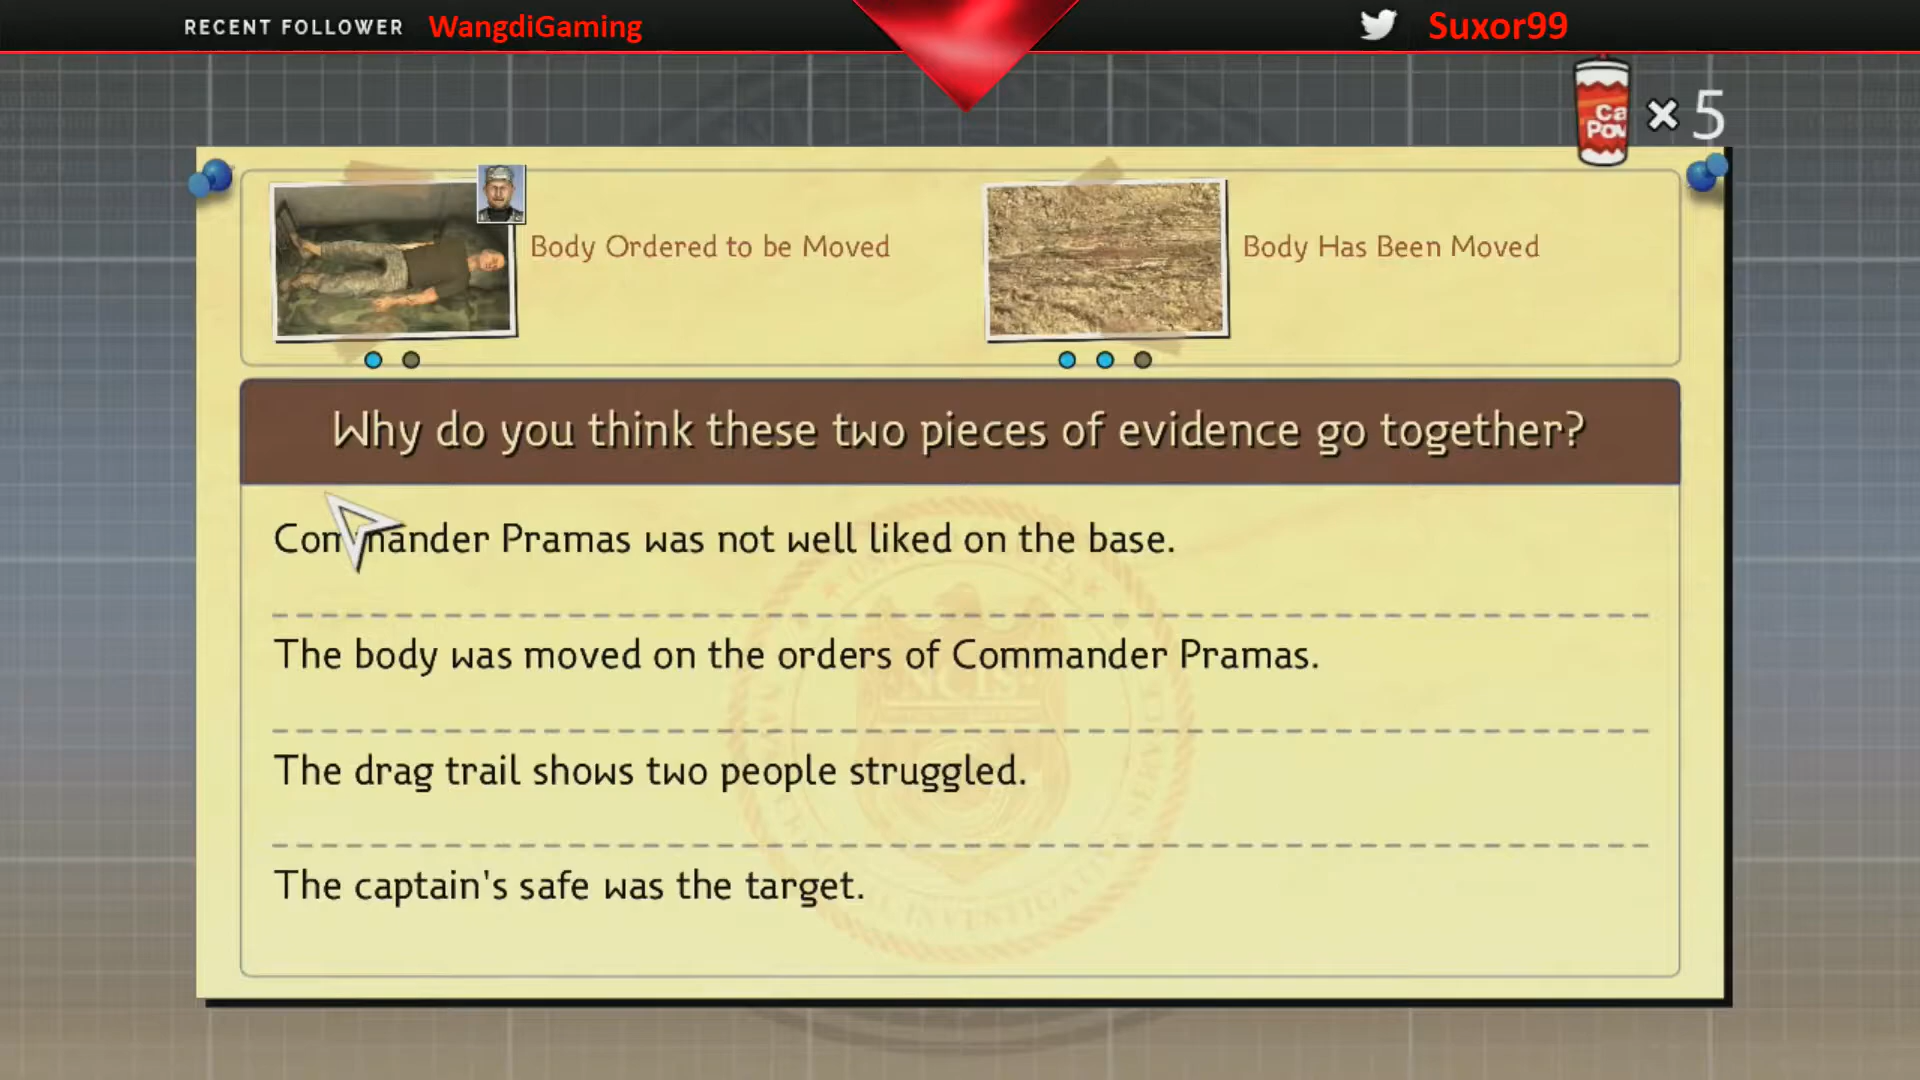 RECENT FOLLOWER WangdiGaming
Suxor99
Ca
Pow
× 5
Body Ordered to be Moved
Body Has Been Moved
Why do you think these two pieces of evidence go together?
Commander Pramas was not well liked on the base.
The body was moved on the orders of Commander Pramas.
NCIS
The drag trail shows two people struggled.
The captain's safe was the target.